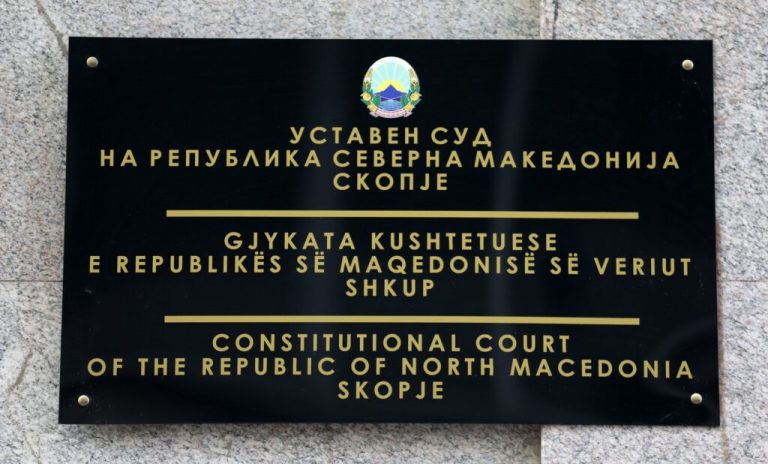 УСТАВЕН СУД
НА РЕПУБЛИКА СЕВЕРНА МАКЕДОНИЈА
СКОПЈЕ
GJYKATA KUSHTETUESE
E REPUBLIKËS SË MAQEDONISË SË VERIUT
SHKUP
CONSTITUTIONAL COURT
OF THE REPUBLIC OF NORTH MACEDONIA
SKOPJE